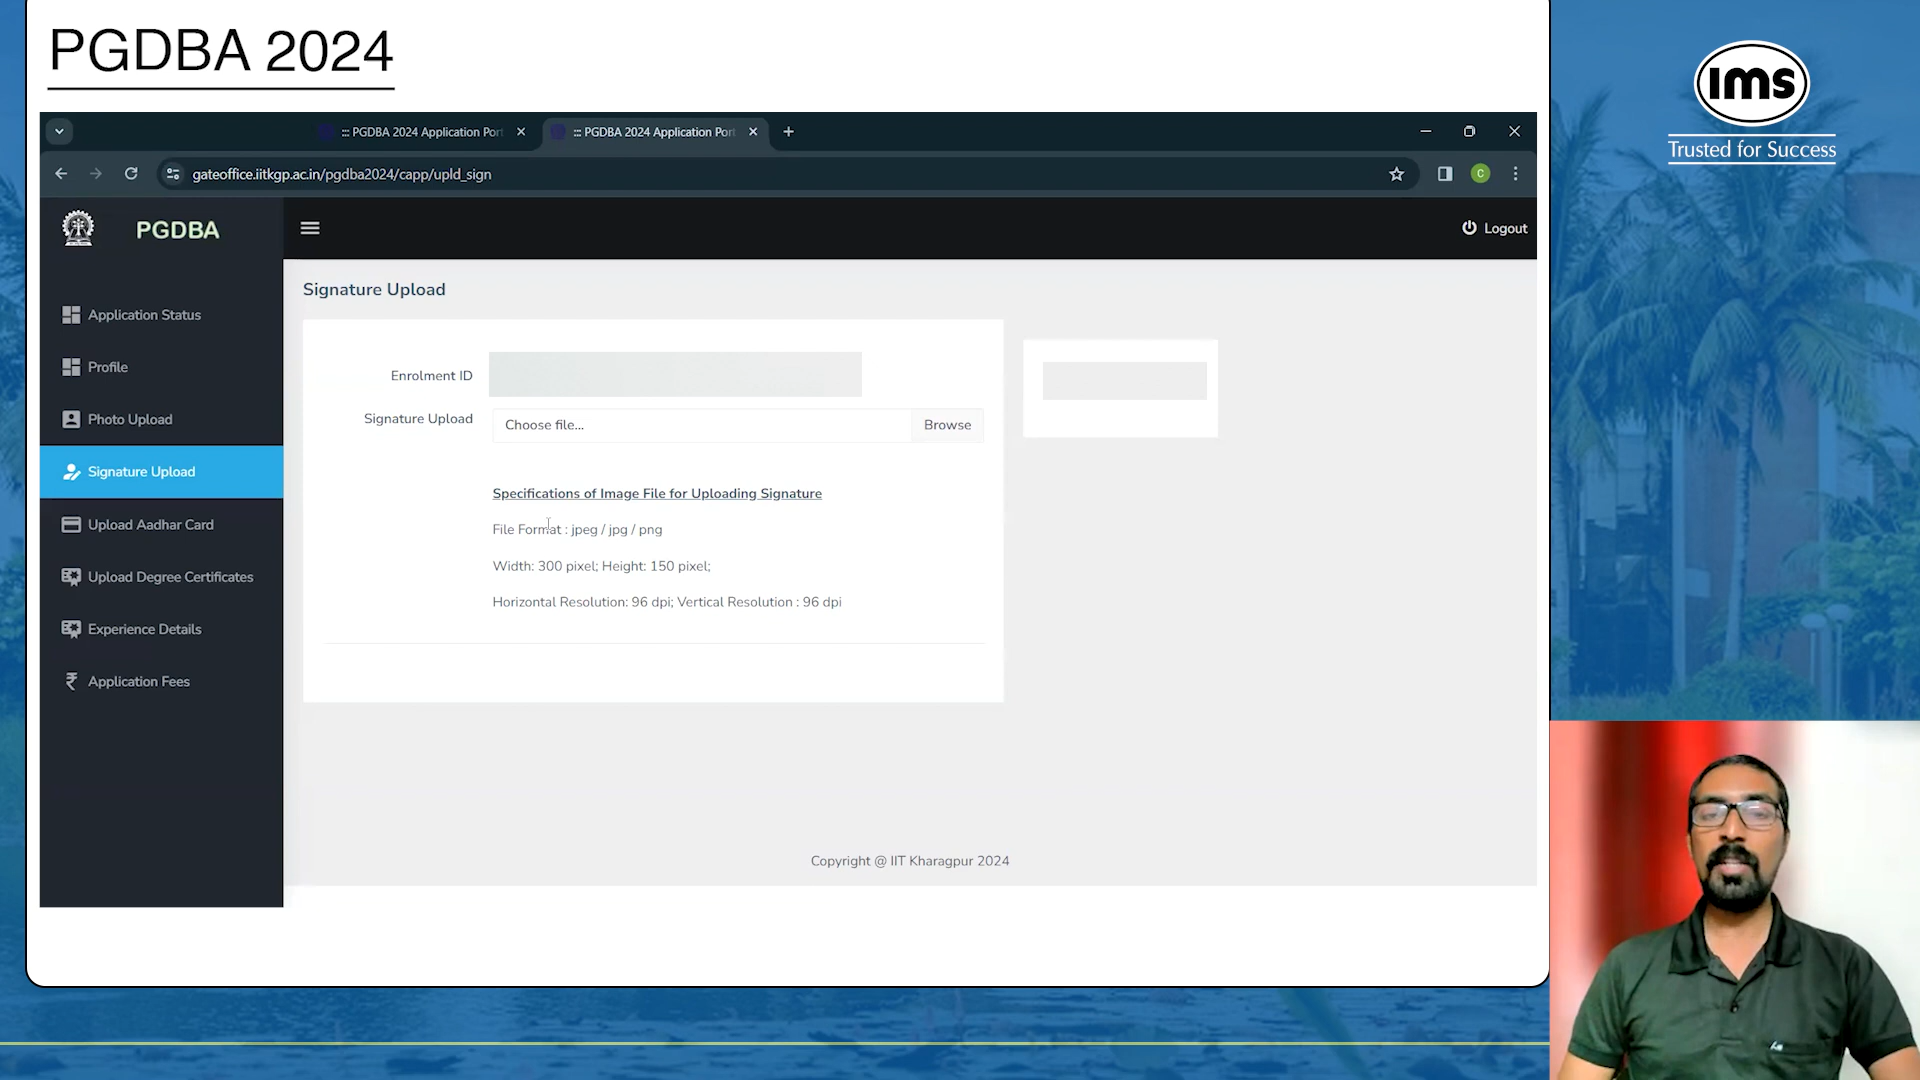 PGDBA 2024
ims
Trusted for Success
::: PGDBA 2024 Application Port
::: PGDBA 2024 Application Port
gateoffice.iitkgp.ac.in/pgdba2024/capp/upld_sign
C
PGDBA
Logout
Application Status
Profile
Photo Upload
Signature Upload
Upload Aadhar Card
Upload Degree Certificates
Experience Details
₹ Application Fees
Signature Upload
Enrolment ID
Signature Upload
Choose file...
Browse
Specifications of Image File for Uploading Signature
File Format : jpeg / jpg / png
Width: 300 pixel; Height: 150 pixel;
Horizontal Resolution: 96 dpi; Vertical Resolution : 96 dpi
Copyright @ IIT Kharagpur 2024